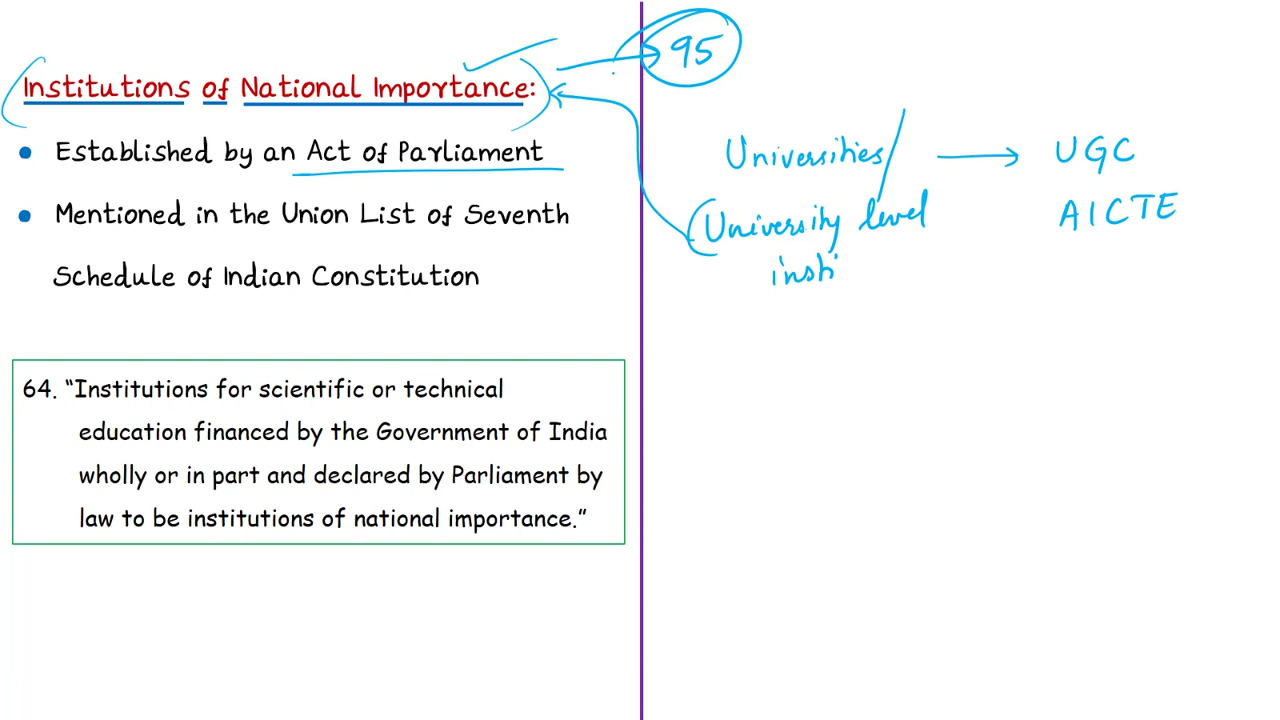 Institutions of National Importance:
• Established by an Act of Parliament
• Mentioned in the Union List of Seventh
Schedule of Indian Constitution
64. “Institutions for scientific or technical
education financed by the Government of India
wholly or in part and declared by Parliament by
law to be institutions of national importance.”
95
Universities/ → UGC
University level AICTE
insti